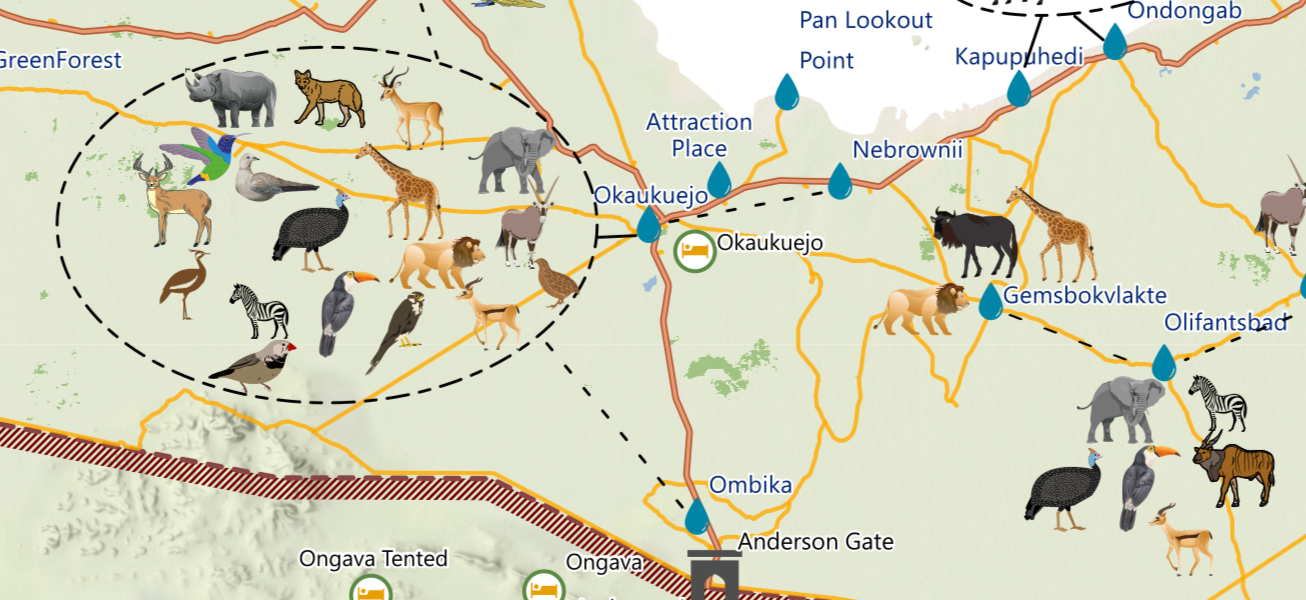 Ondongab
Pan Lookout
Point
Kapupuhedi
GreenForest
Attraction
Place
Nebrownii
Okaukuejo
Okaukuejo
Gemsbokvlakte
Olifantsbad
Ombika
Anderson Gate
Ongava Tented
Ongava